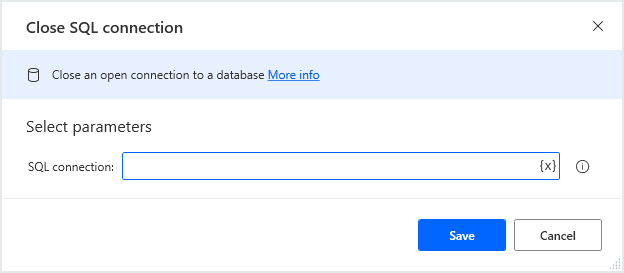 Close SQL connection
Close an open connection to a database More info
Select parameters
SQL connection: {x}
Save Cancel